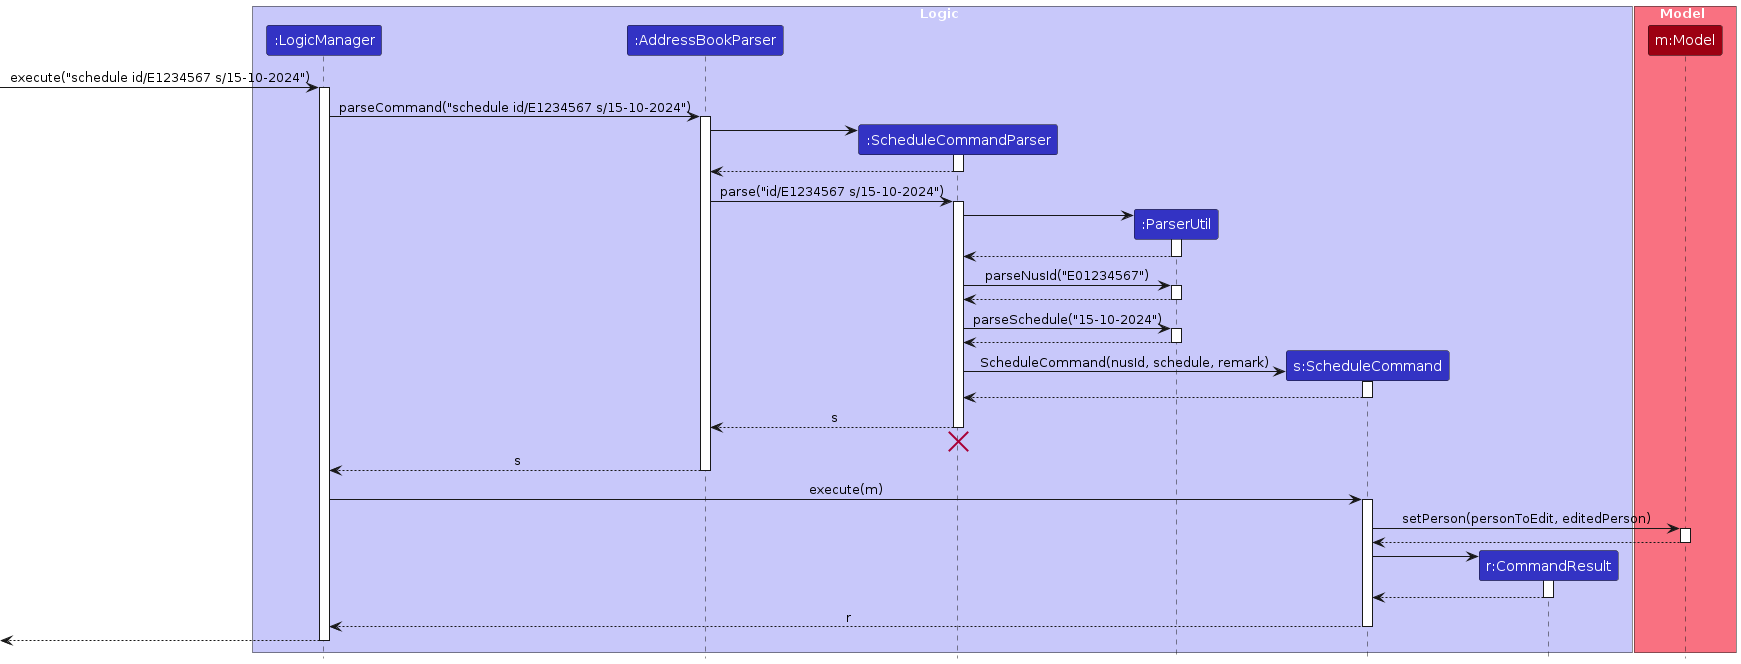 Logic
Model
:LogicManager
:AddressBookParser
m:Model
execute("schedule id/E1234567 s/15-10-2024")
parseCommand("schedule id/E1234567 s/15-10-2024")
:ScheduleCommandParser
parse("id/E1234567 s/15-10-2024")
:ParserUtil
parseNusId("E01234567")
parseSchedule("15-10-2024")
ScheduleCommand(nusId, schedule, remark)
s:ScheduleCommand
s
s
execute(m)
setPerson(personToEdit, editedPerson)
r:CommandResult
r